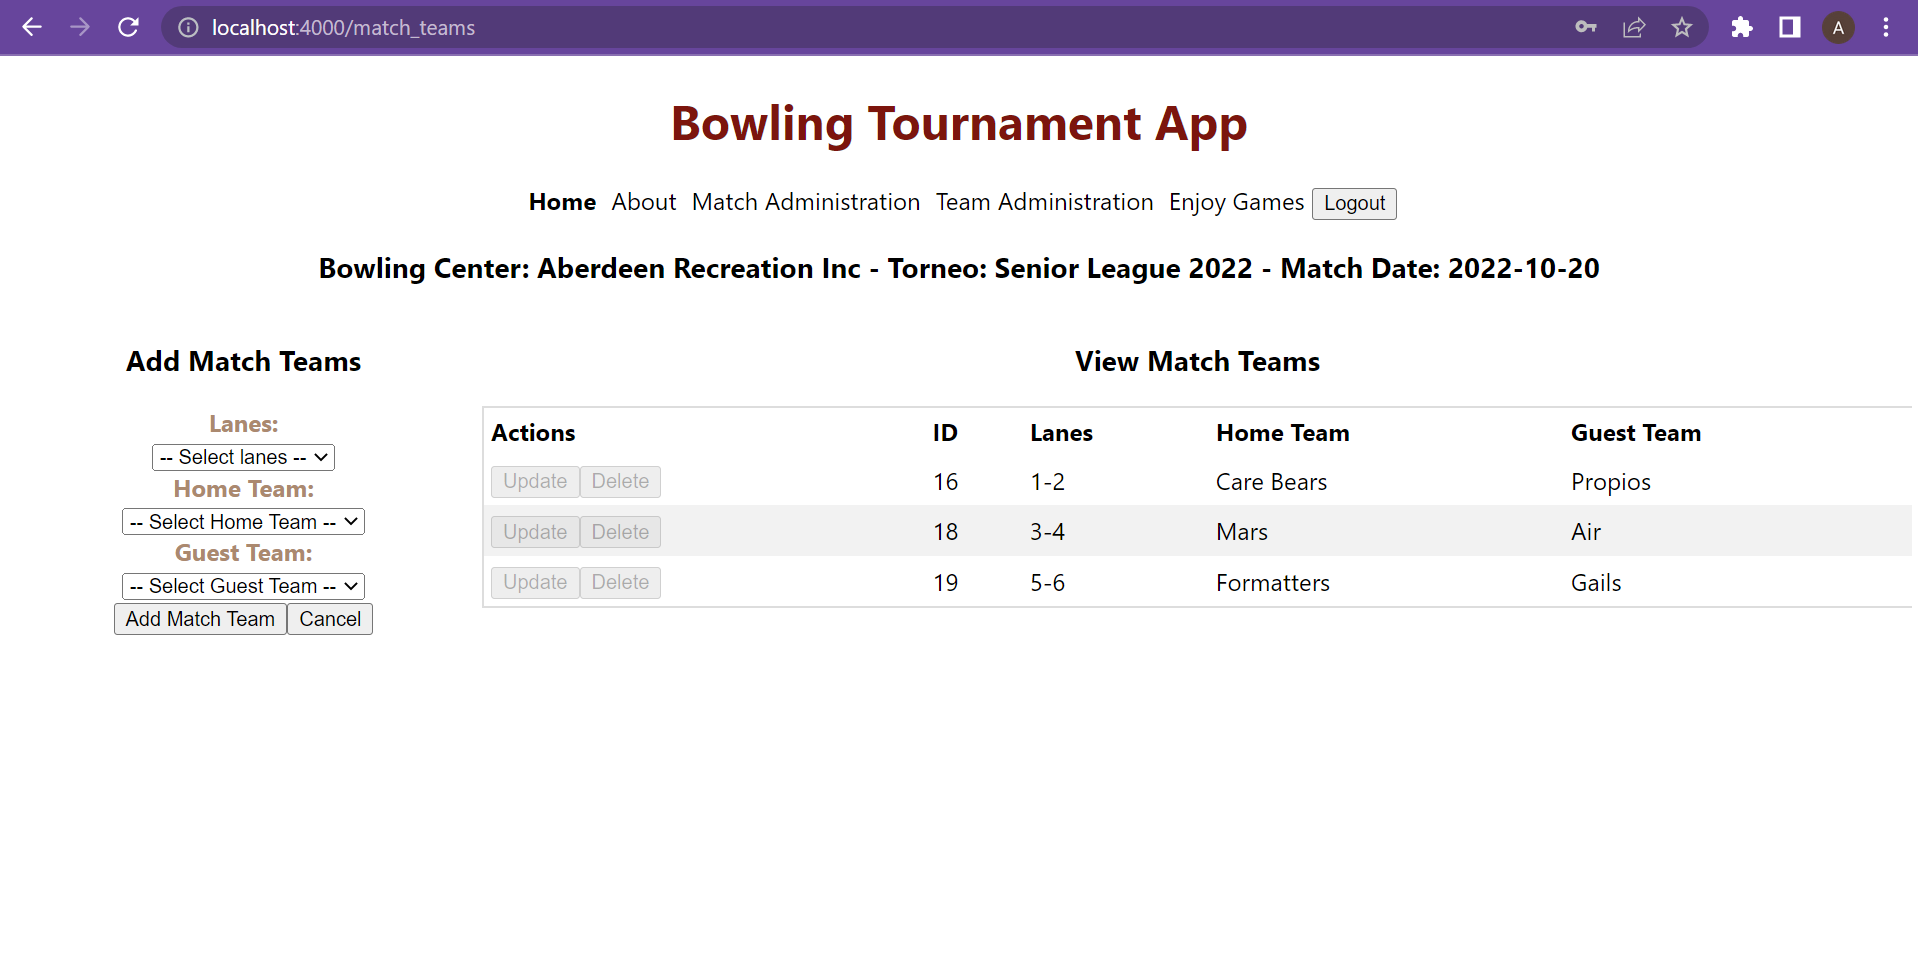 localhost:4000/match_teams
A
Bowling Tournament App
Home About Match Administration Team Administration Enjoy Games Logout
Bowling Center: Aberdeen Recreation Inc - Torneo: Senior League 2022 - Match Date: 2022-10-20
Add Match Teams
Lanes:
-- Select lanes --
Home Team:
-- Select Home Team --
Guest Team:
-- Select Guest Team --
Add Match Team Cancel
View Match Teams
Actions ID Lanes Home Team Guest Team
Update Delete 16 1-2 Care Bears Propios
Update Delete 18 3-4 Mars Air
Update Delete 19 5-6 Formatters Gails